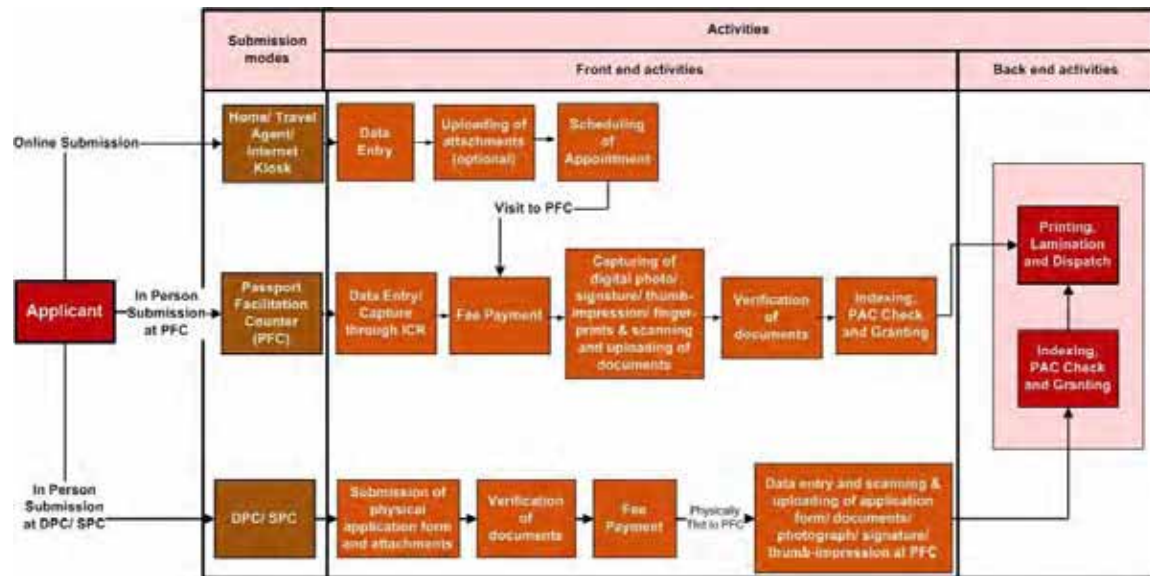 Submission
modes
Activities
Front end activities
Back end activities
Online Submission
Home/ Travel
Agent/
Internet
Kiosk
Data
Entry
Uploading of
attachments
(optional)
Scheduling
of
Appointment
Visit to PFC
Applicant
In Person
Submission
at PFC
Passport
Facilitation
Counter
(PFC)
Data Entry/
Capture
through ICR
Fee Payment
Capturing of
digital photo/
signature/ thumb-
impression/ finger-
prints & scanning
and uploading of
documents
Verification
of
documents
Indexing,
PAC Check
and Granting
Printing,
Lamination
and Dispatch
Indexing,
PAC Check
and Granting
In Person
Submission
at DPC/ SPC
DPC/ SPC
Submission of
physical
application form
and attachments
Verification
of
documents
Fee
Payment
Physically
to PFC
Data entry and scanning &
uploading of application
form/ documents/
photograph/ signature/
thumb-impression at PFC